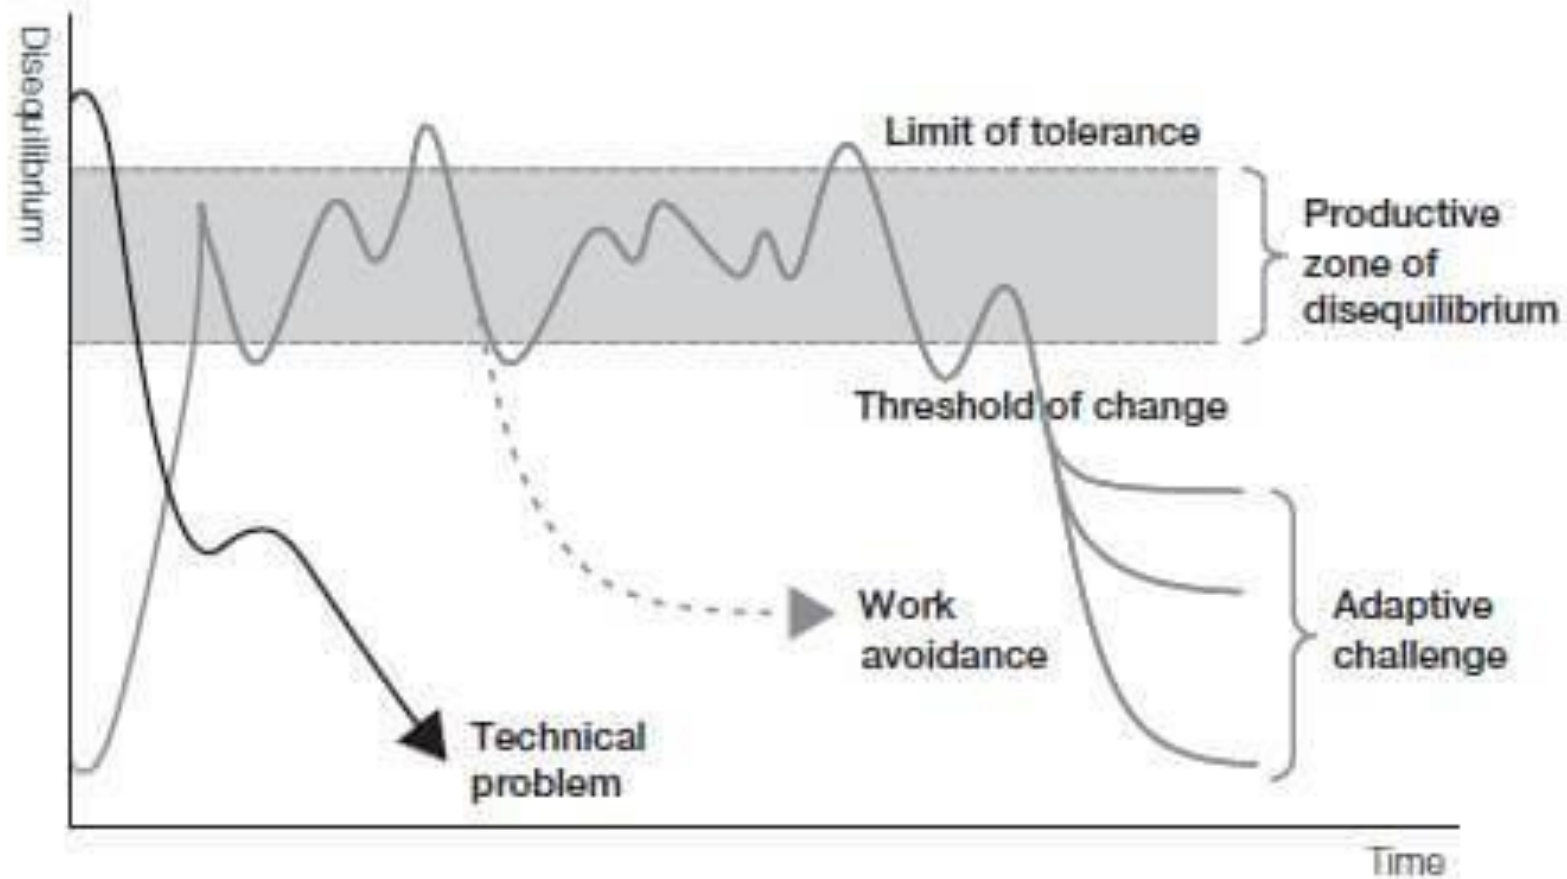 Disequilibrium
Limit of tolerance
Productive
zone of
disequilibrium
Threshold of change
Work
avoidance
Adaptive
challenge
Technical
problem
Time